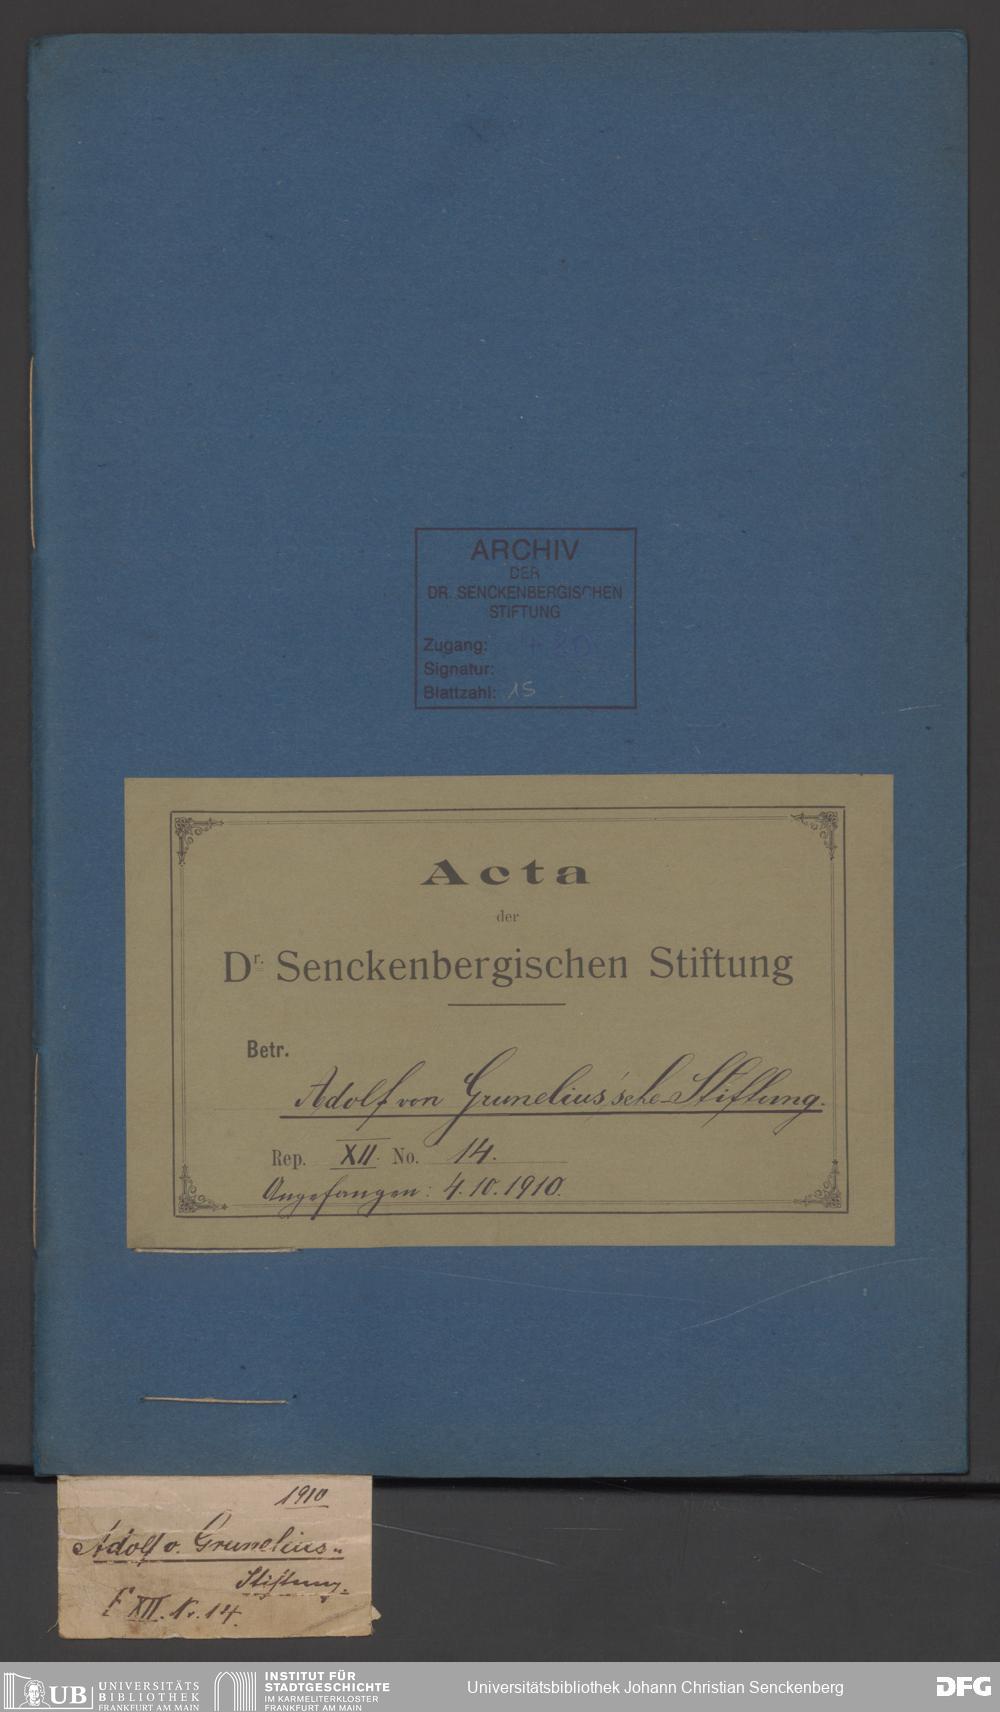 ARCHIV
DER
DR. SENCKENBERGISCHEN
STIFTUNG
Zugang:
Signatur:
Blattzahl: 15
Acta
der
Dr. Senckenbergischen Stiftung
Betr.
Adolf von Grunelius'sche Stiftung.
Rep. XII. No. 14.
Angefangen: 4.10.1910.
1910
Adolf v. Grunelius-
Stiftung.
XII. Nr. 14.
UB UNIVERSITÄTS
BIBLIOTHEK
FRANKFURT AM MAIN
INSTITUT FÜR
STADTGESCHICHTE
IM KARMELITERKLOSTER
FRANKFURT AM MAIN
Universitätsbibliothek Johann Christian Senckenberg
DFG